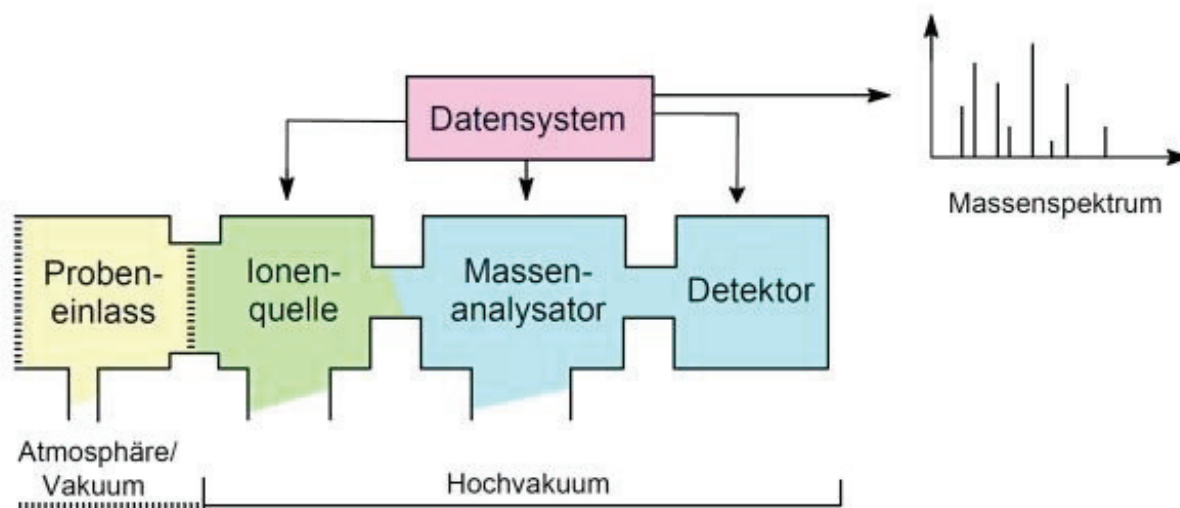 Datensystem
Massenspektrum
Proben-
einlass
Ionen-
quelle
Massen-
analysator
Detektor
Atmosphäre/
Vakuum
Hochvakuum